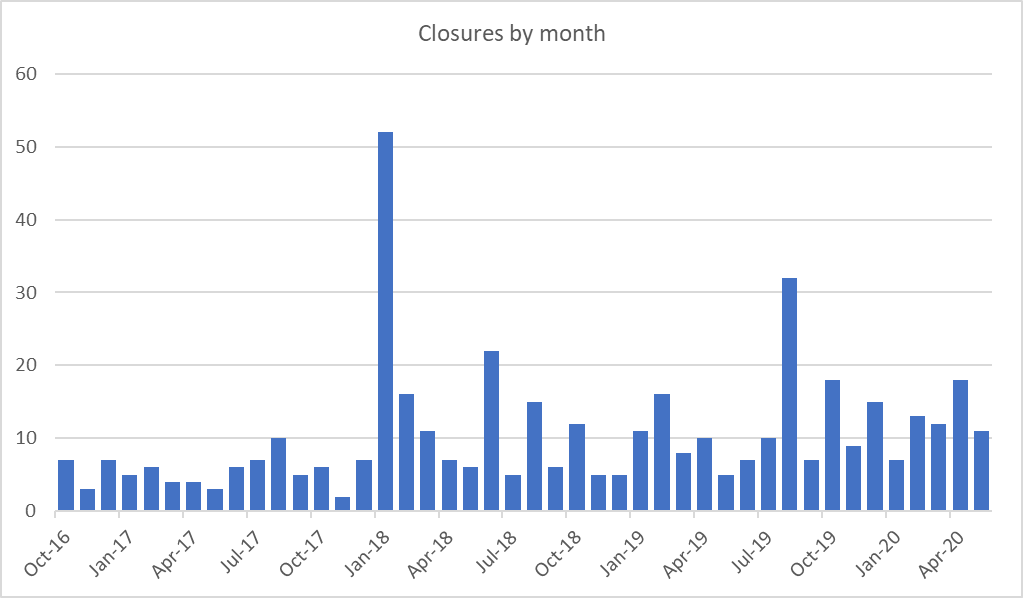 Closures by month
60
50
40
30
20
10
0
Oct-16
Jan-17
Apr-17
Jul-17
Oct-17
Jan-18
Apr-18
Jul-18
Oct-18
Jan-19
Apr-19
Jul-19
Oct-19
Jan-20
Apr-20